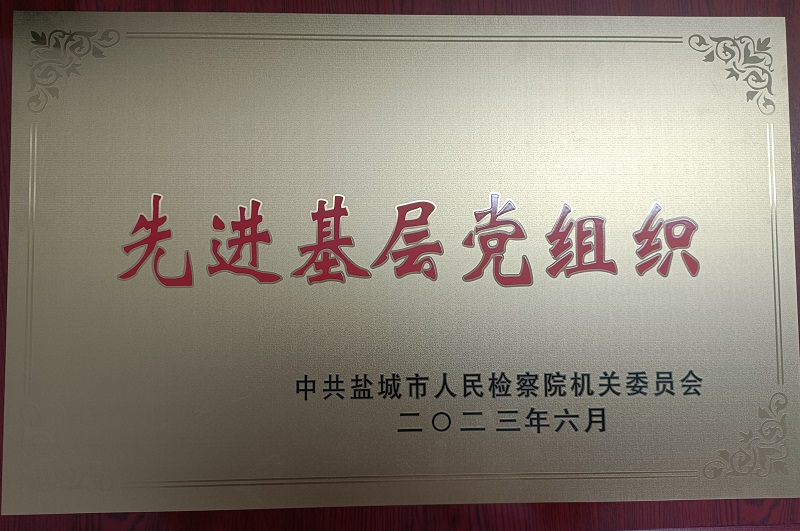 先进基层党组织
中共盐城市人民检察院机关委员会
二〇二三年六月